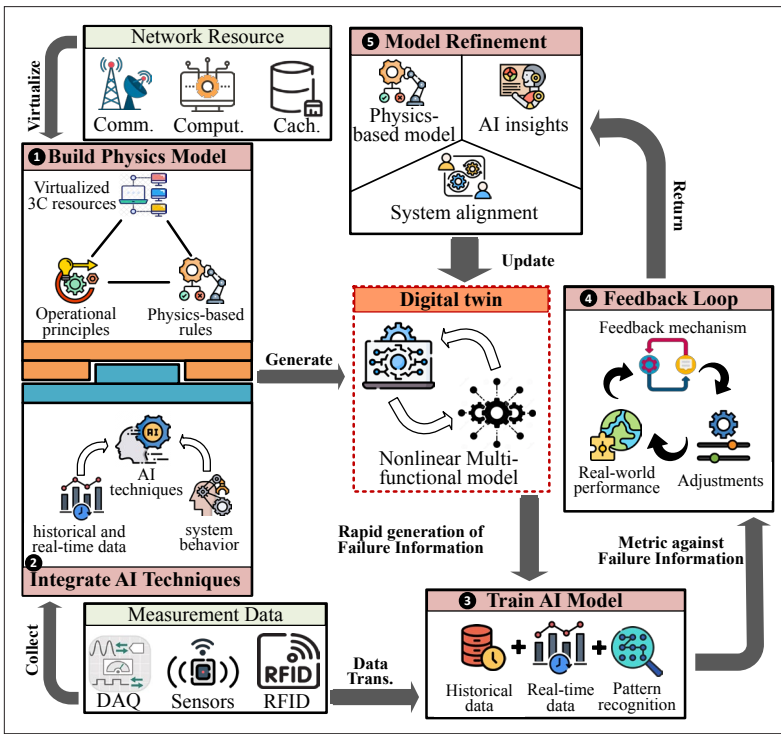 Network Resource
Comm.
Comput.
Cach.
Virtualize
❶ Build Physics Model
Virtualized
3C resources
Operational
principles
Physics-based
rules
AI
AI
techniques
historical and
real-time data
system
behavior
❷
Integrate AI Techniques
Collect
Measurement Data
DAQ
Sensors
RFID
RFID
Data
Trans.
Generate
❺ Model Refinement
Physics-
based model
AI insights
System alignment
Update
Digital twin
Nonlinear Multi-
functional model
Rapid generation of
Failure Information
❸ Train AI Model
Historical
data
Real-time
data
Pattern
recognition
Metric against
Failure Information
❹ Feedback Loop
Feedback mechanism
Real-world
performance
Adjustments
Return